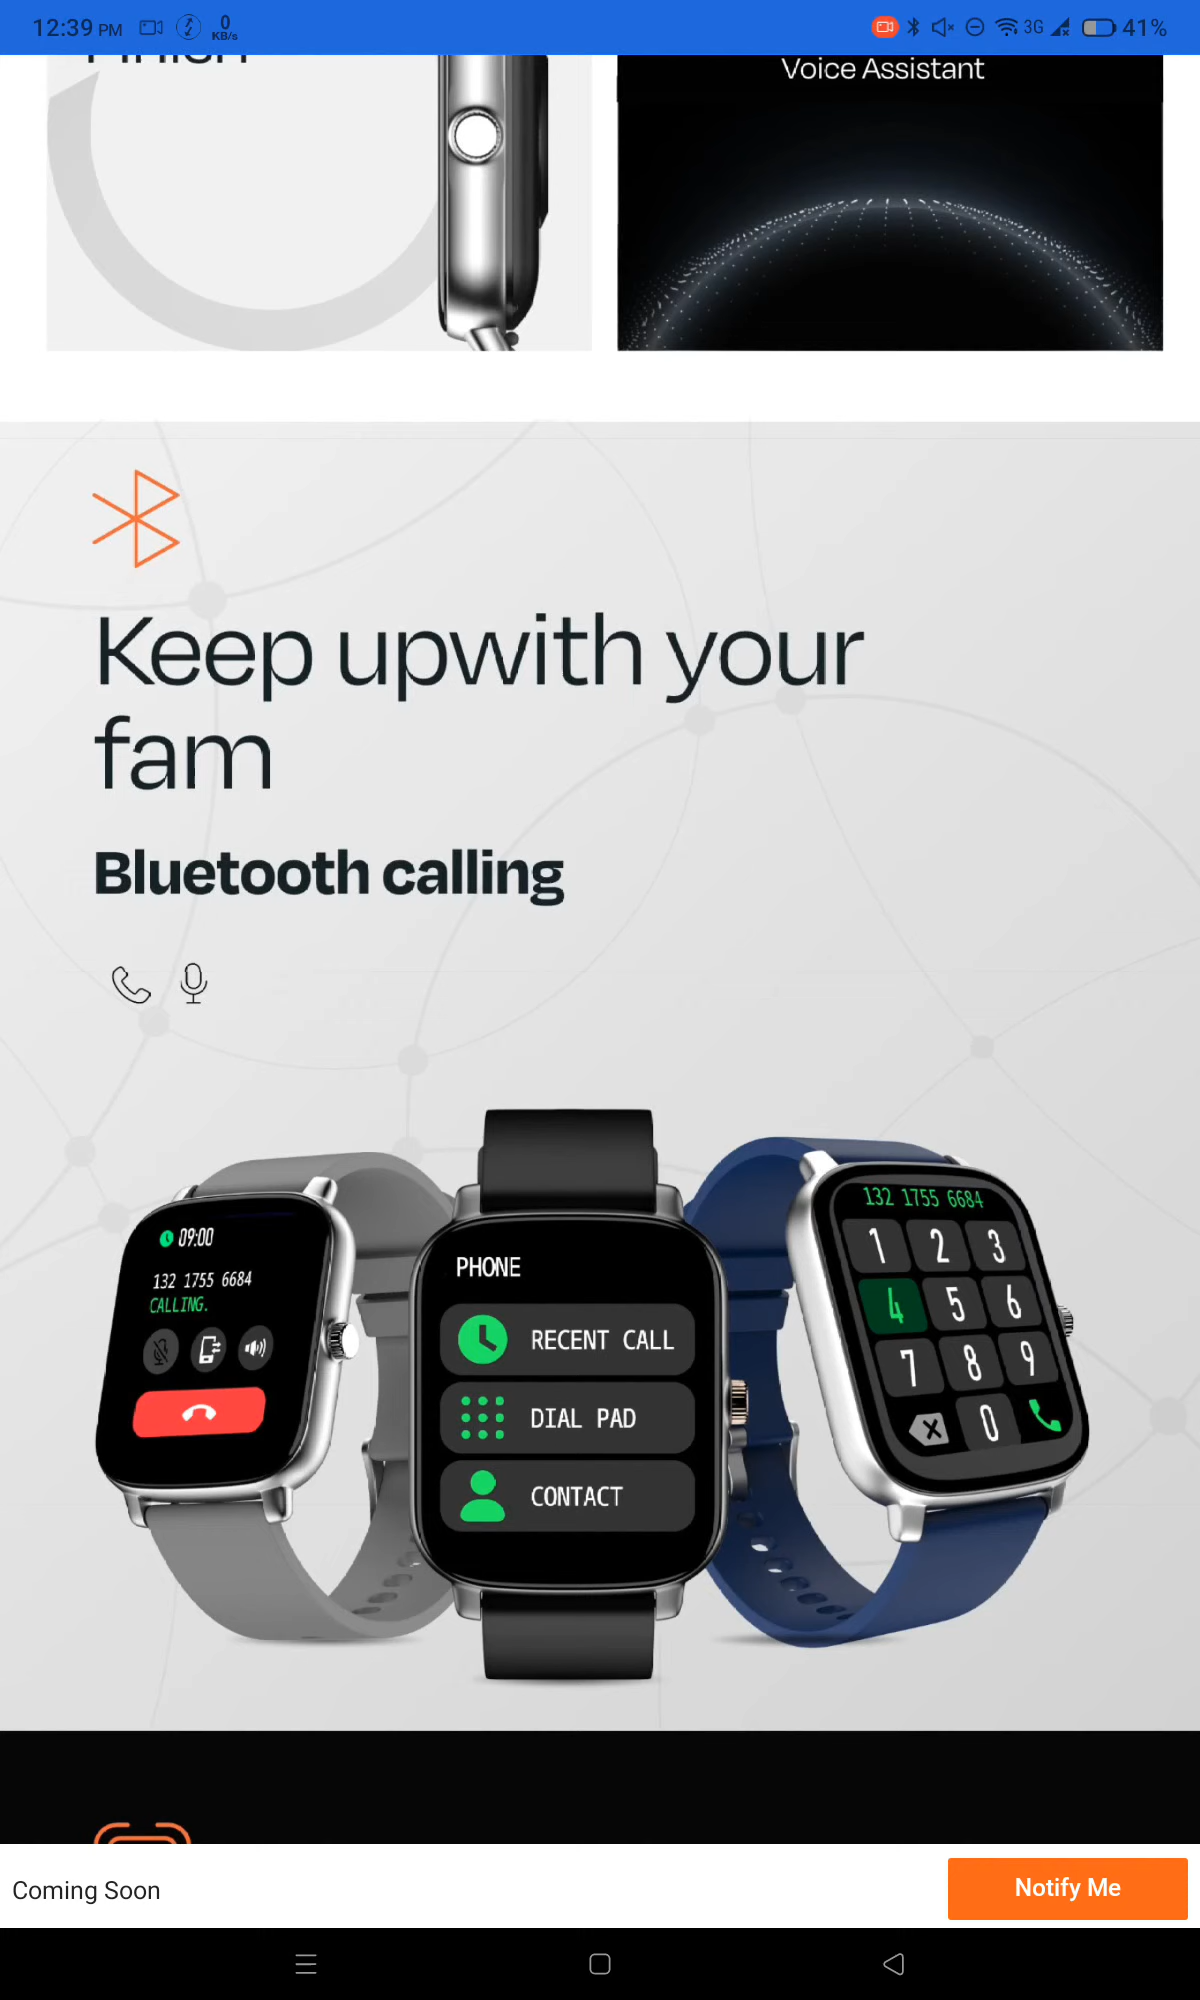 12:39 PM
0
KB/s
3G
41%
Finish
Voice Assistant
Keep upwith your
fam
Bluetooth calling
09:00
132 1755 6684
CALLING.
PHONE
RECENT CALL
DIAL PAD
CONTACT
132 1755 6684
1 2 3
4 5 6
7 8 9
0
Coming Soon
Notify Me